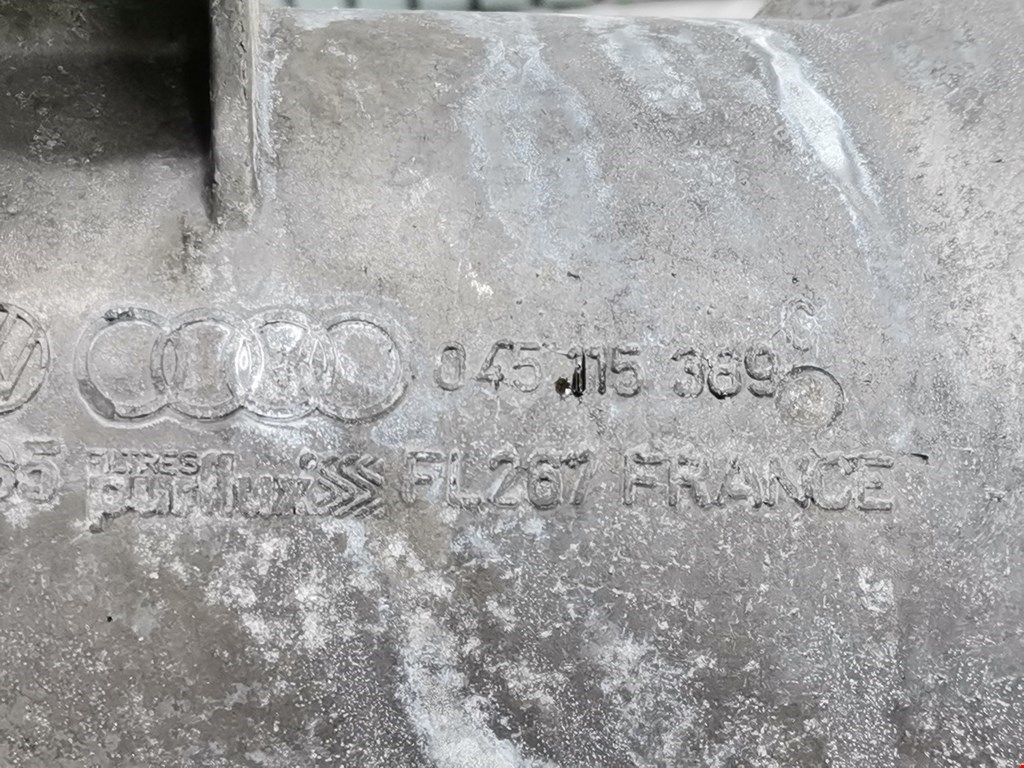 045 115 389 C
FILTRES
purflux FL267 FRANCE